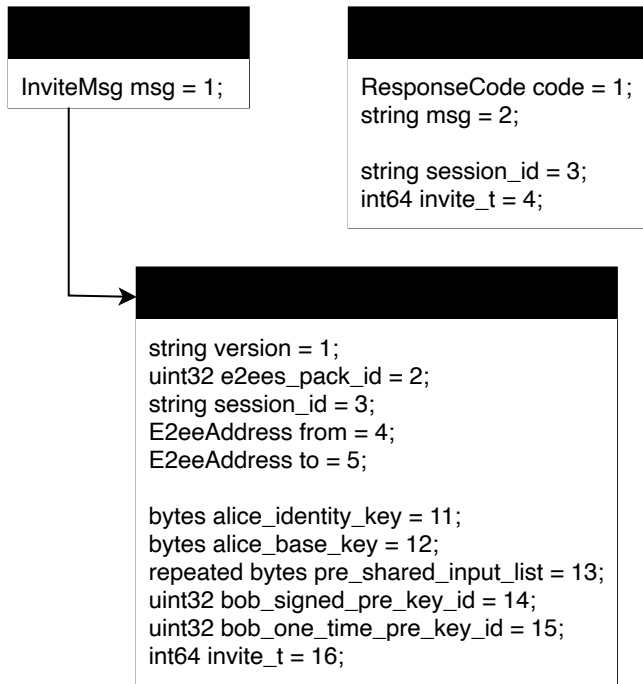 InviteMsg msg = 1;
ResponseCode code = 1;
string msg = 2;
string session_id = 3;
int64 invite_t = 4;
string version = 1;
uint32 e2ees_pack_id = 2;
string session_id = 3;
E2eeAddress from = 4;
E2eeAddress to = 5;
bytes alice_identity_key = 11;
bytes alice_base_key = 12;
repeated bytes pre_shared_input_list = 13;
uint32 bob_signed_pre_key_id = 14;
uint32 bob_one_time_pre_key_id = 15;
int64 invite_t = 16;